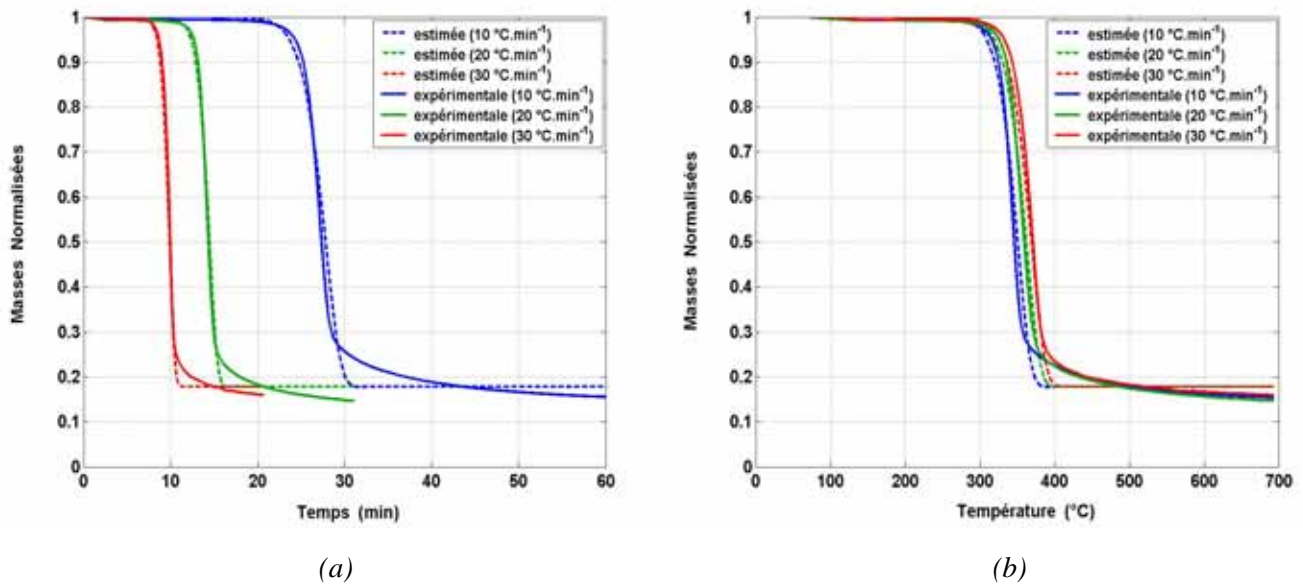 1
0.9
0.8
0.7
0.6
0.5
0.4
0.3
0.2
0.1
0
Masses Normalisées
estimée (10 °C.min⁻¹)
estimée (20 °C.min⁻¹)
estimée (30 °C.min⁻¹)
expérimentale (10 °C.min⁻¹)
expérimentale (20 °C.min⁻¹)
expérimentale (30 °C.min⁻¹)
0 10 20 30 40 50 60
Temps (min)
(a)
1
0.9
0.8
0.7
0.6
0.5
0.4
0.3
0.2
0.1
0
Masses Normalisées
estimée (10 °C.min⁻¹)
estimée (20 °C.min⁻¹)
estimée (30 °C.min⁻¹)
expérimentale (10 °C.min⁻¹)
expérimentale (20 °C.min⁻¹)
expérimentale (30 °C.min⁻¹)
0 100 200 300 400 500 600 700
Température (°C)
(b)